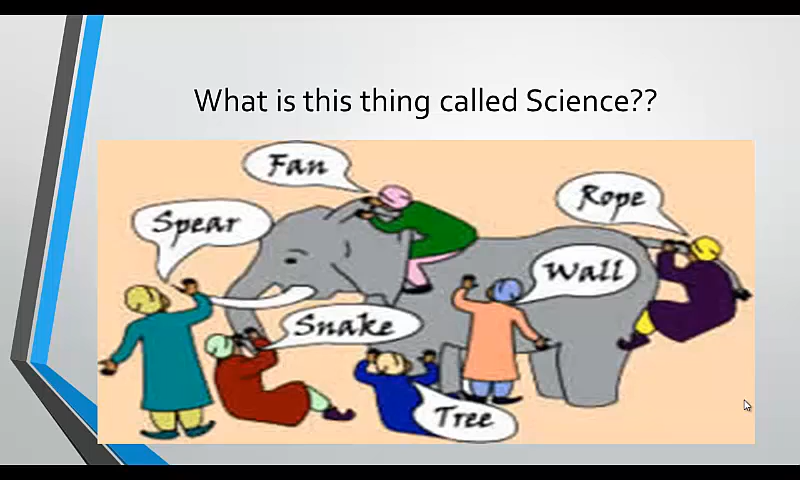 What is this thing called Science??
Fan
Spear
Rope
Wall
Snake
Tree